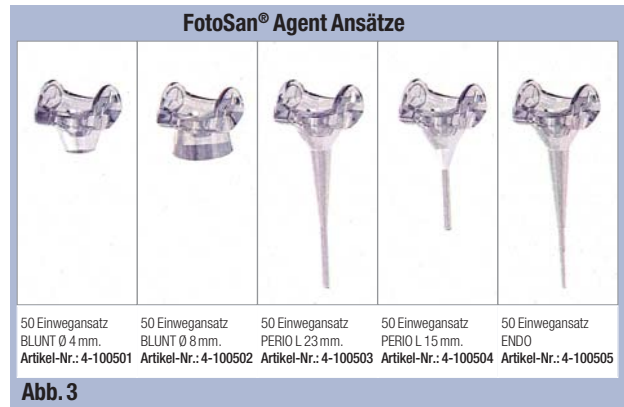 FotoSan® Agent Ansätze
50 Einwegansatz
BLUNT Ø 4 mm.
Artikel-Nr.: 4-100501
50 Einwegansatz
BLUNT Ø 8 mm.
Artikel-Nr.: 4-100502
50 Einwegansatz
PERIO L 23 mm.
Artikel-Nr.: 4-100503
50 Einwegansatz
PERIO L 15 mm.
Artikel-Nr.: 4-100504
50 Einwegansatz
ENDO
Artikel-Nr.: 4-100505
Abb. 3